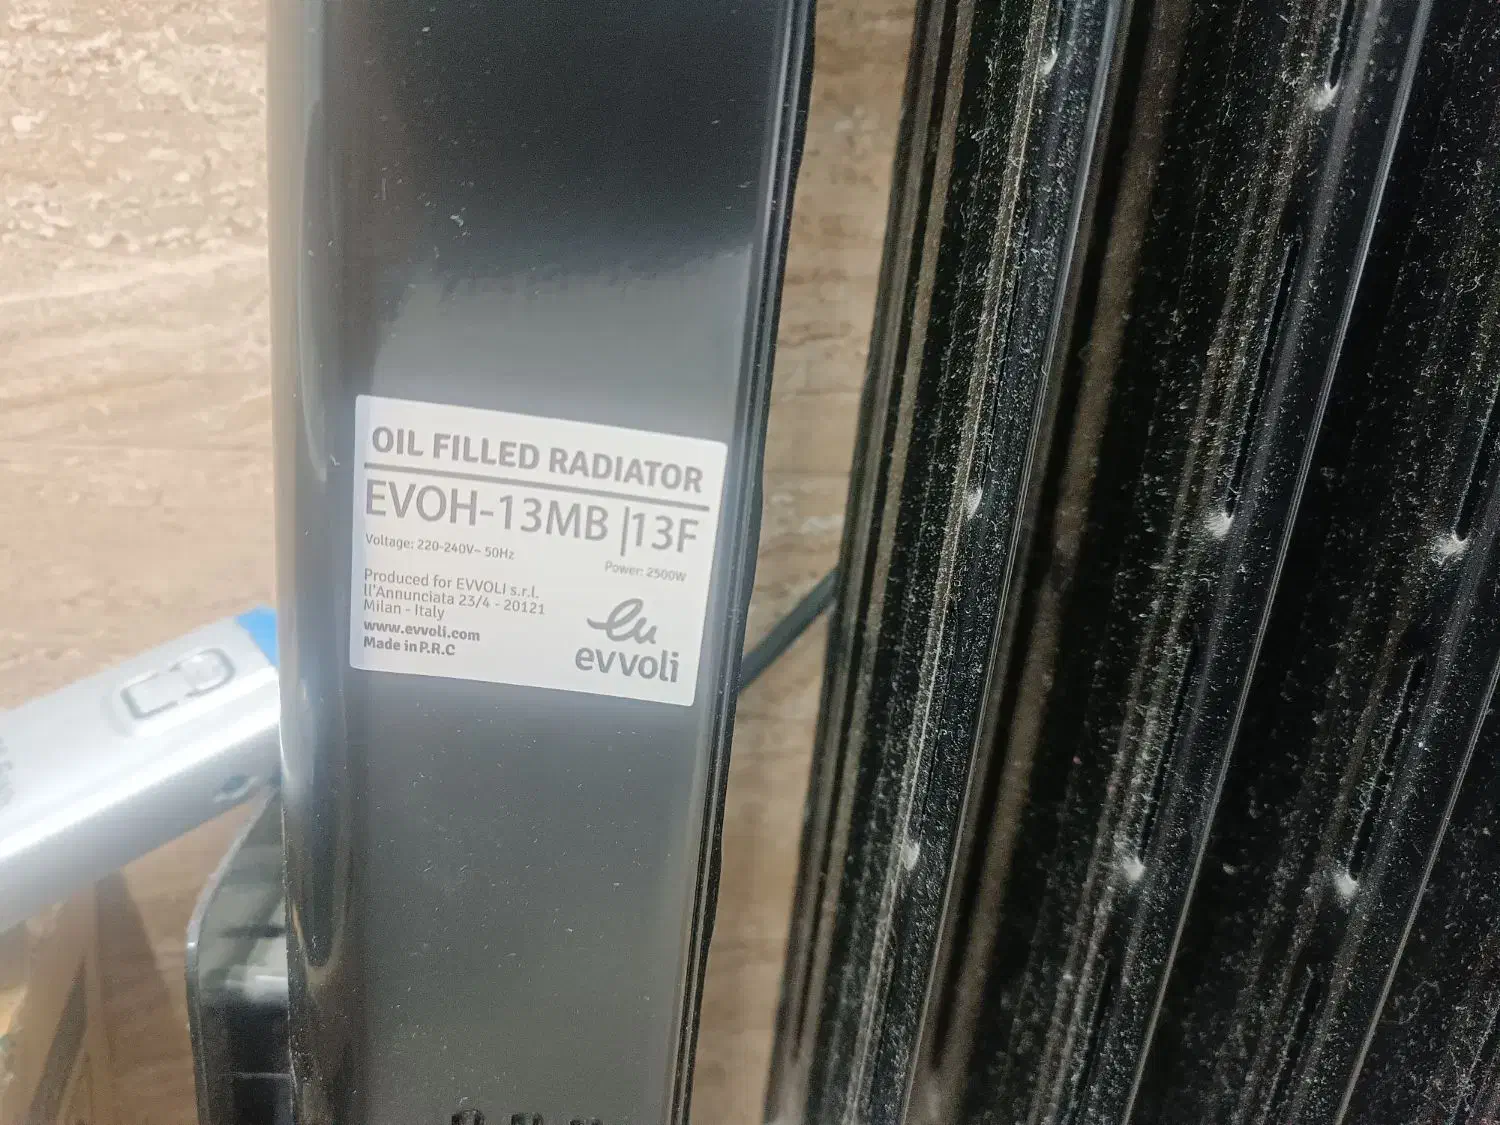 OIL FILLED RADIATOR
EVOH-13MB |13F
Voltage: 220-240V~ 50Hz
Power: 2500W
Produced for EVVOLI s.r.l.
ll'Annunciata 23/4 - 20121
Milan - Italy
www.evvoli.com
Made in P.R.C
evvoli